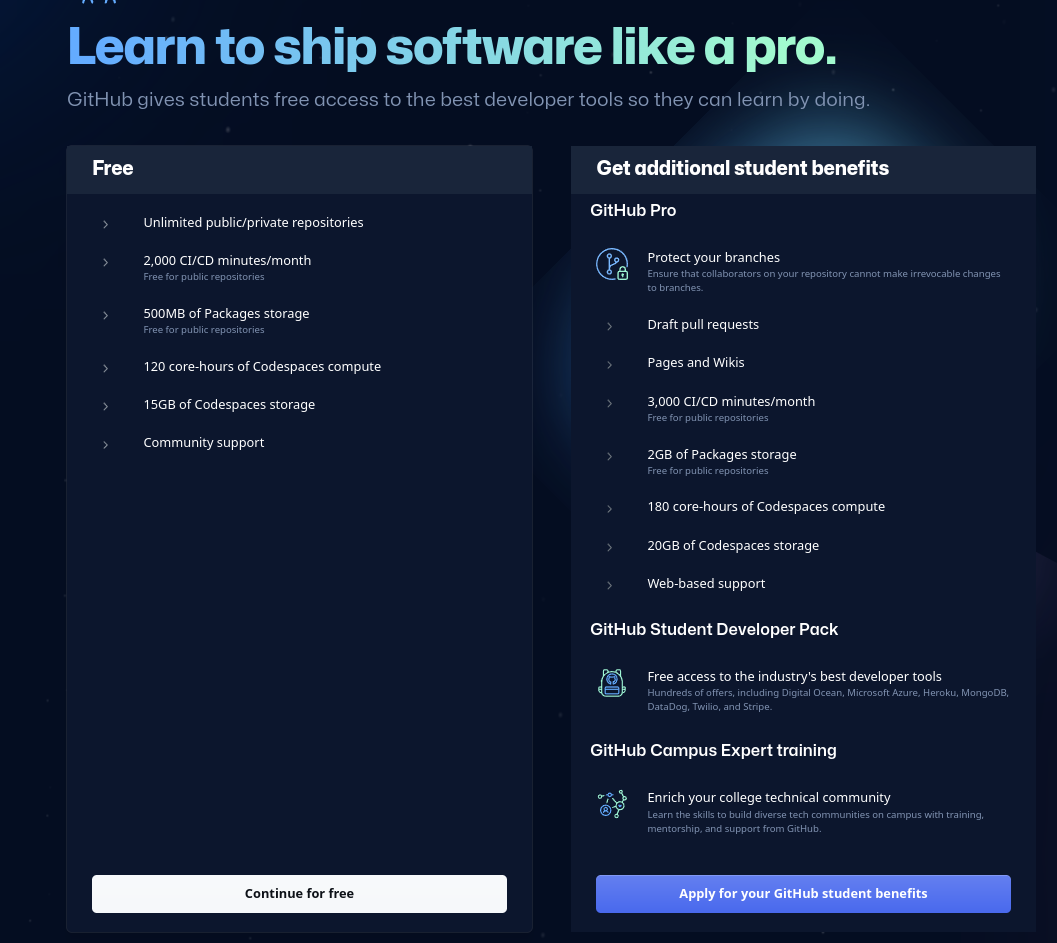 Learn to ship software like a pro.
GitHub gives students free access to the best developer tools so they can learn by doing.
Free
Unlimited public/private repositories
2,000 CI/CD minutes/month
Free for public repositories
500MB of Packages storage
Free for public repositories
120 core-hours of Codespaces compute
15GB of Codespaces storage
Community support
Continue for free
Get additional student benefits
GitHub Pro
Protect your branches
Ensure that collaborators on your repository cannot make irrevocable changes
to branches.
Draft pull requests
Pages and Wikis
3,000 CI/CD minutes/month
Free for public repositories
2GB of Packages storage
Free for public repositories
180 core-hours of Codespaces compute
20GB of Codespaces storage
Web-based support
GitHub Student Developer Pack
Free access to the industry's best developer tools
Hundreds of offers, including Digital Ocean, Microsoft Azure, Heroku, MongoDB,
DataDog, Twilio, and Stripe.
GitHub Campus Expert training
Enrich your college technical community
Learn the skills to build diverse tech communities on campus with training,
mentorship, and support from GitHub.
Apply for your GitHub student benefits